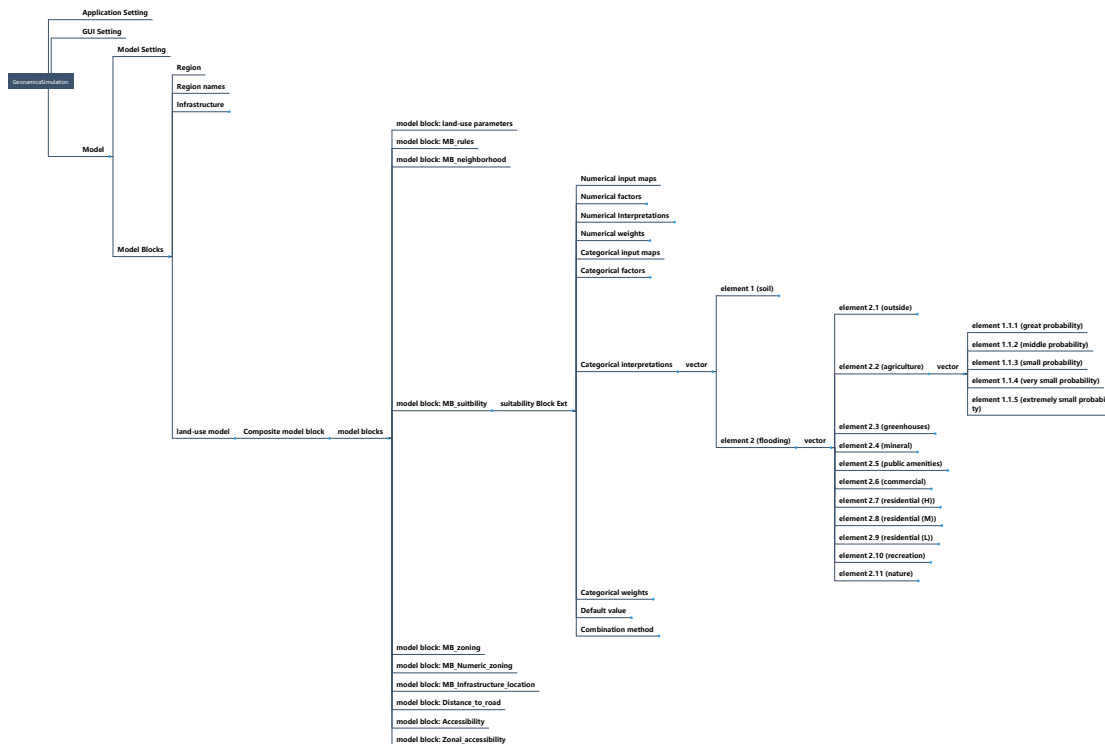 Application Setting
GUI Setting
Model Setting
Region
GeonamicaSimulation
Region names
Infrastructure
model block: land-use parameters
model block: MB_rules
Model
model block: MB_neighborhood
Numerical input maps
Numerical factors
Numerical Interpretations
Numerical weights
Model Blocks
Categorical input maps
Categorical factors
element 1 (soil)
element 2.1 (outside)
element 1.1.1 (great probability)
element 1.1.2 (middle probability)
element 1.1.3 (small probability)
Categorical interpretations
vector
element 2.2 (agriculture)
vector
element 1.1.4 (very small probability)
element 1.1.5 (extremely small probabi
ty)
model block: MB_suitbility
suitability Block Ext
element 2.3 (greenhouses)
land-use model
Composite model block
model blocks
element 2 (flooding)
vector
element 2.4 (mineral)
element 2.5 (public amenities)
element 2.6 (commercial)
element 2.7 (residential (H))
element 2.8 (residential (M))
element 2.9 (residential (L))
element 2.10 (recreation)
element 2.11 (nature)
Categorical weights
Default value
Combination method
model block: MB_zoning
model block: MB_Numeric_zoning
model block: MB_Infrastructure_location
model block: Distance_to_road
model block: Accessibility
model block: Zonal_accessibility